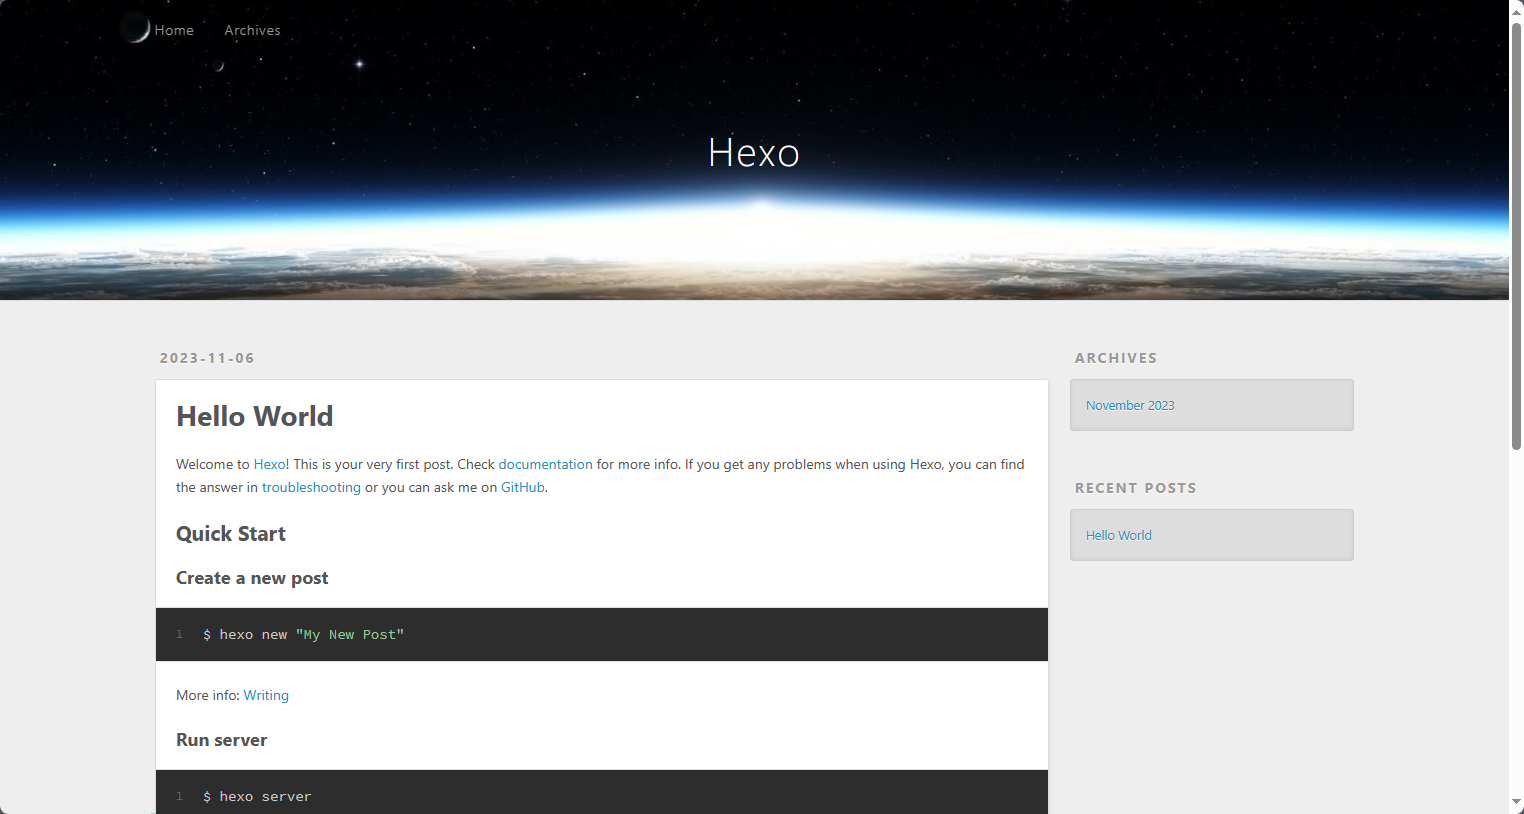 Home Archives
Hexo
2023-11-06
Hello World
Welcome to Hexo! This is your very first post. Check documentation for more info. If you get any problems when using Hexo, you can find
the answer in troubleshooting or you can ask me on GitHub.
Quick Start
Create a new post
1 $ hexo new "My New Post"
More info: Writing
Run server
1 $ hexo server
ARCHIVES
November 2023
RECENT POSTS
Hello World